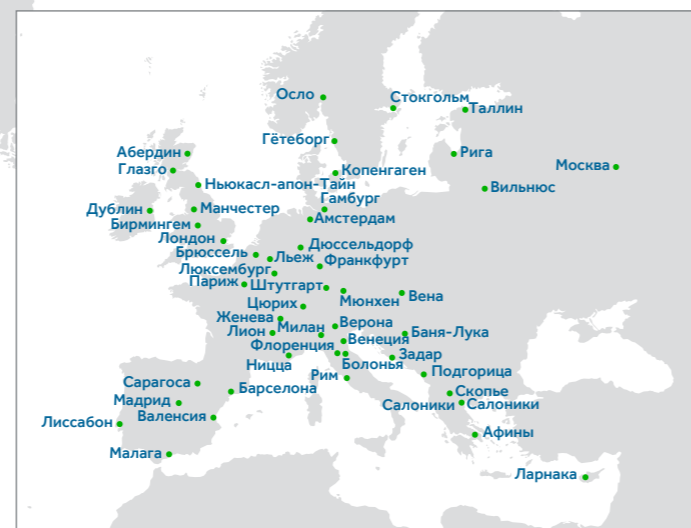 Осло
Стокгольм
Таллин
Гётеборг
Абердин
Рига
Глазго
Москва
Копенгаген
Ньюкасл-апон-Тайн
Вильнюс
Гамбург
Дублин
Манчестер
Амстердам
Бирмингем
Лондон
Дюссельдорф
Брюссель
Льеж
Франкфурт
Люксембург
Париж
Штутгарт
Мюнхен
Вена
Цюрих
Женева
Лион
Милан
Верона
Баня-Лука
Флоренция
Венеция
Ницца
Болонья
Задар
Рим
Подгорица
Сарагоса
Барселона
Мадрид
Скопье
Салоники
Салоники
Валенсия
Лиссабон
Афины
Малага
Ларнака